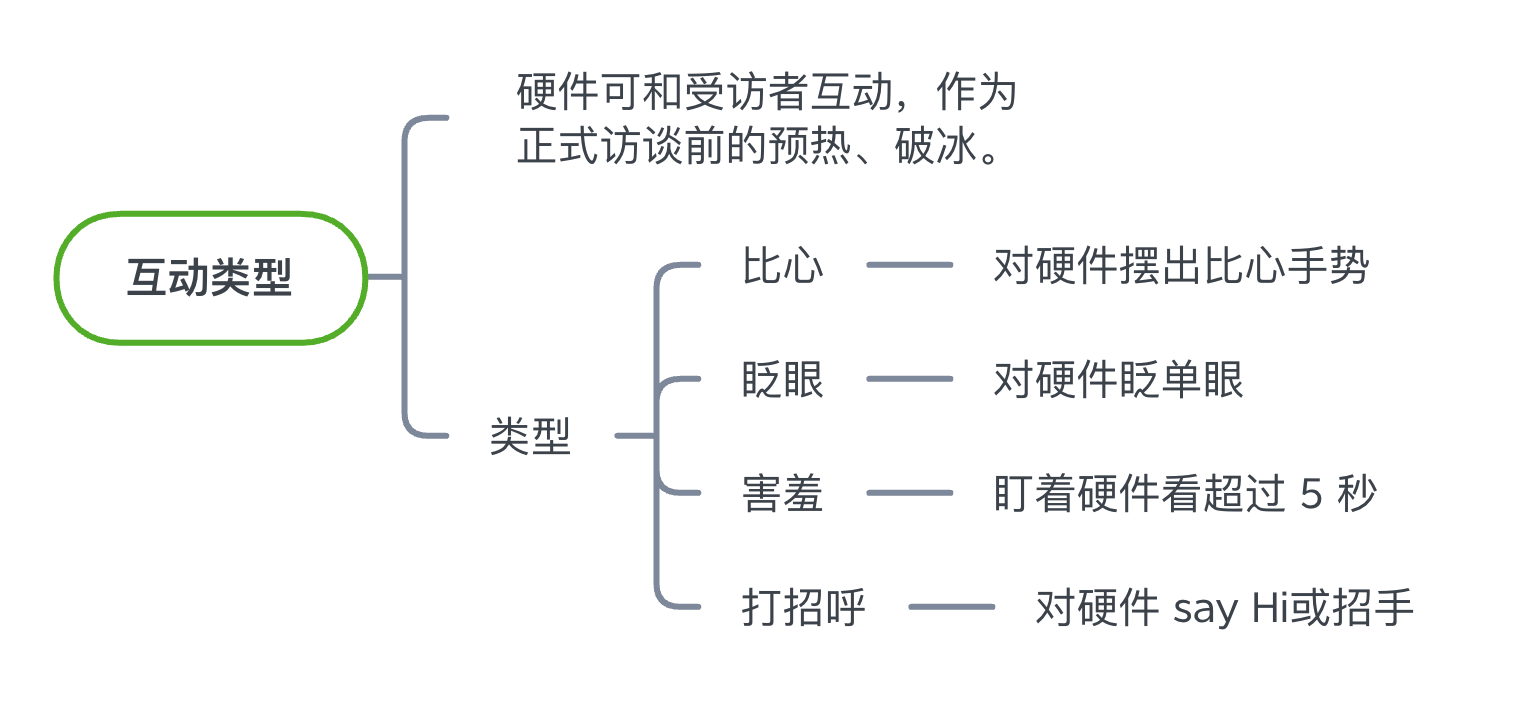 硬件可和受访者互动，作为
正式访谈前的预热、破冰。
互动类型
类型
比心
对硬件摆出比心手势
眨眼
对硬件眨单眼
害羞
盯着硬件看超过 5 秒
打招呼
对硬件 say Hi或招手